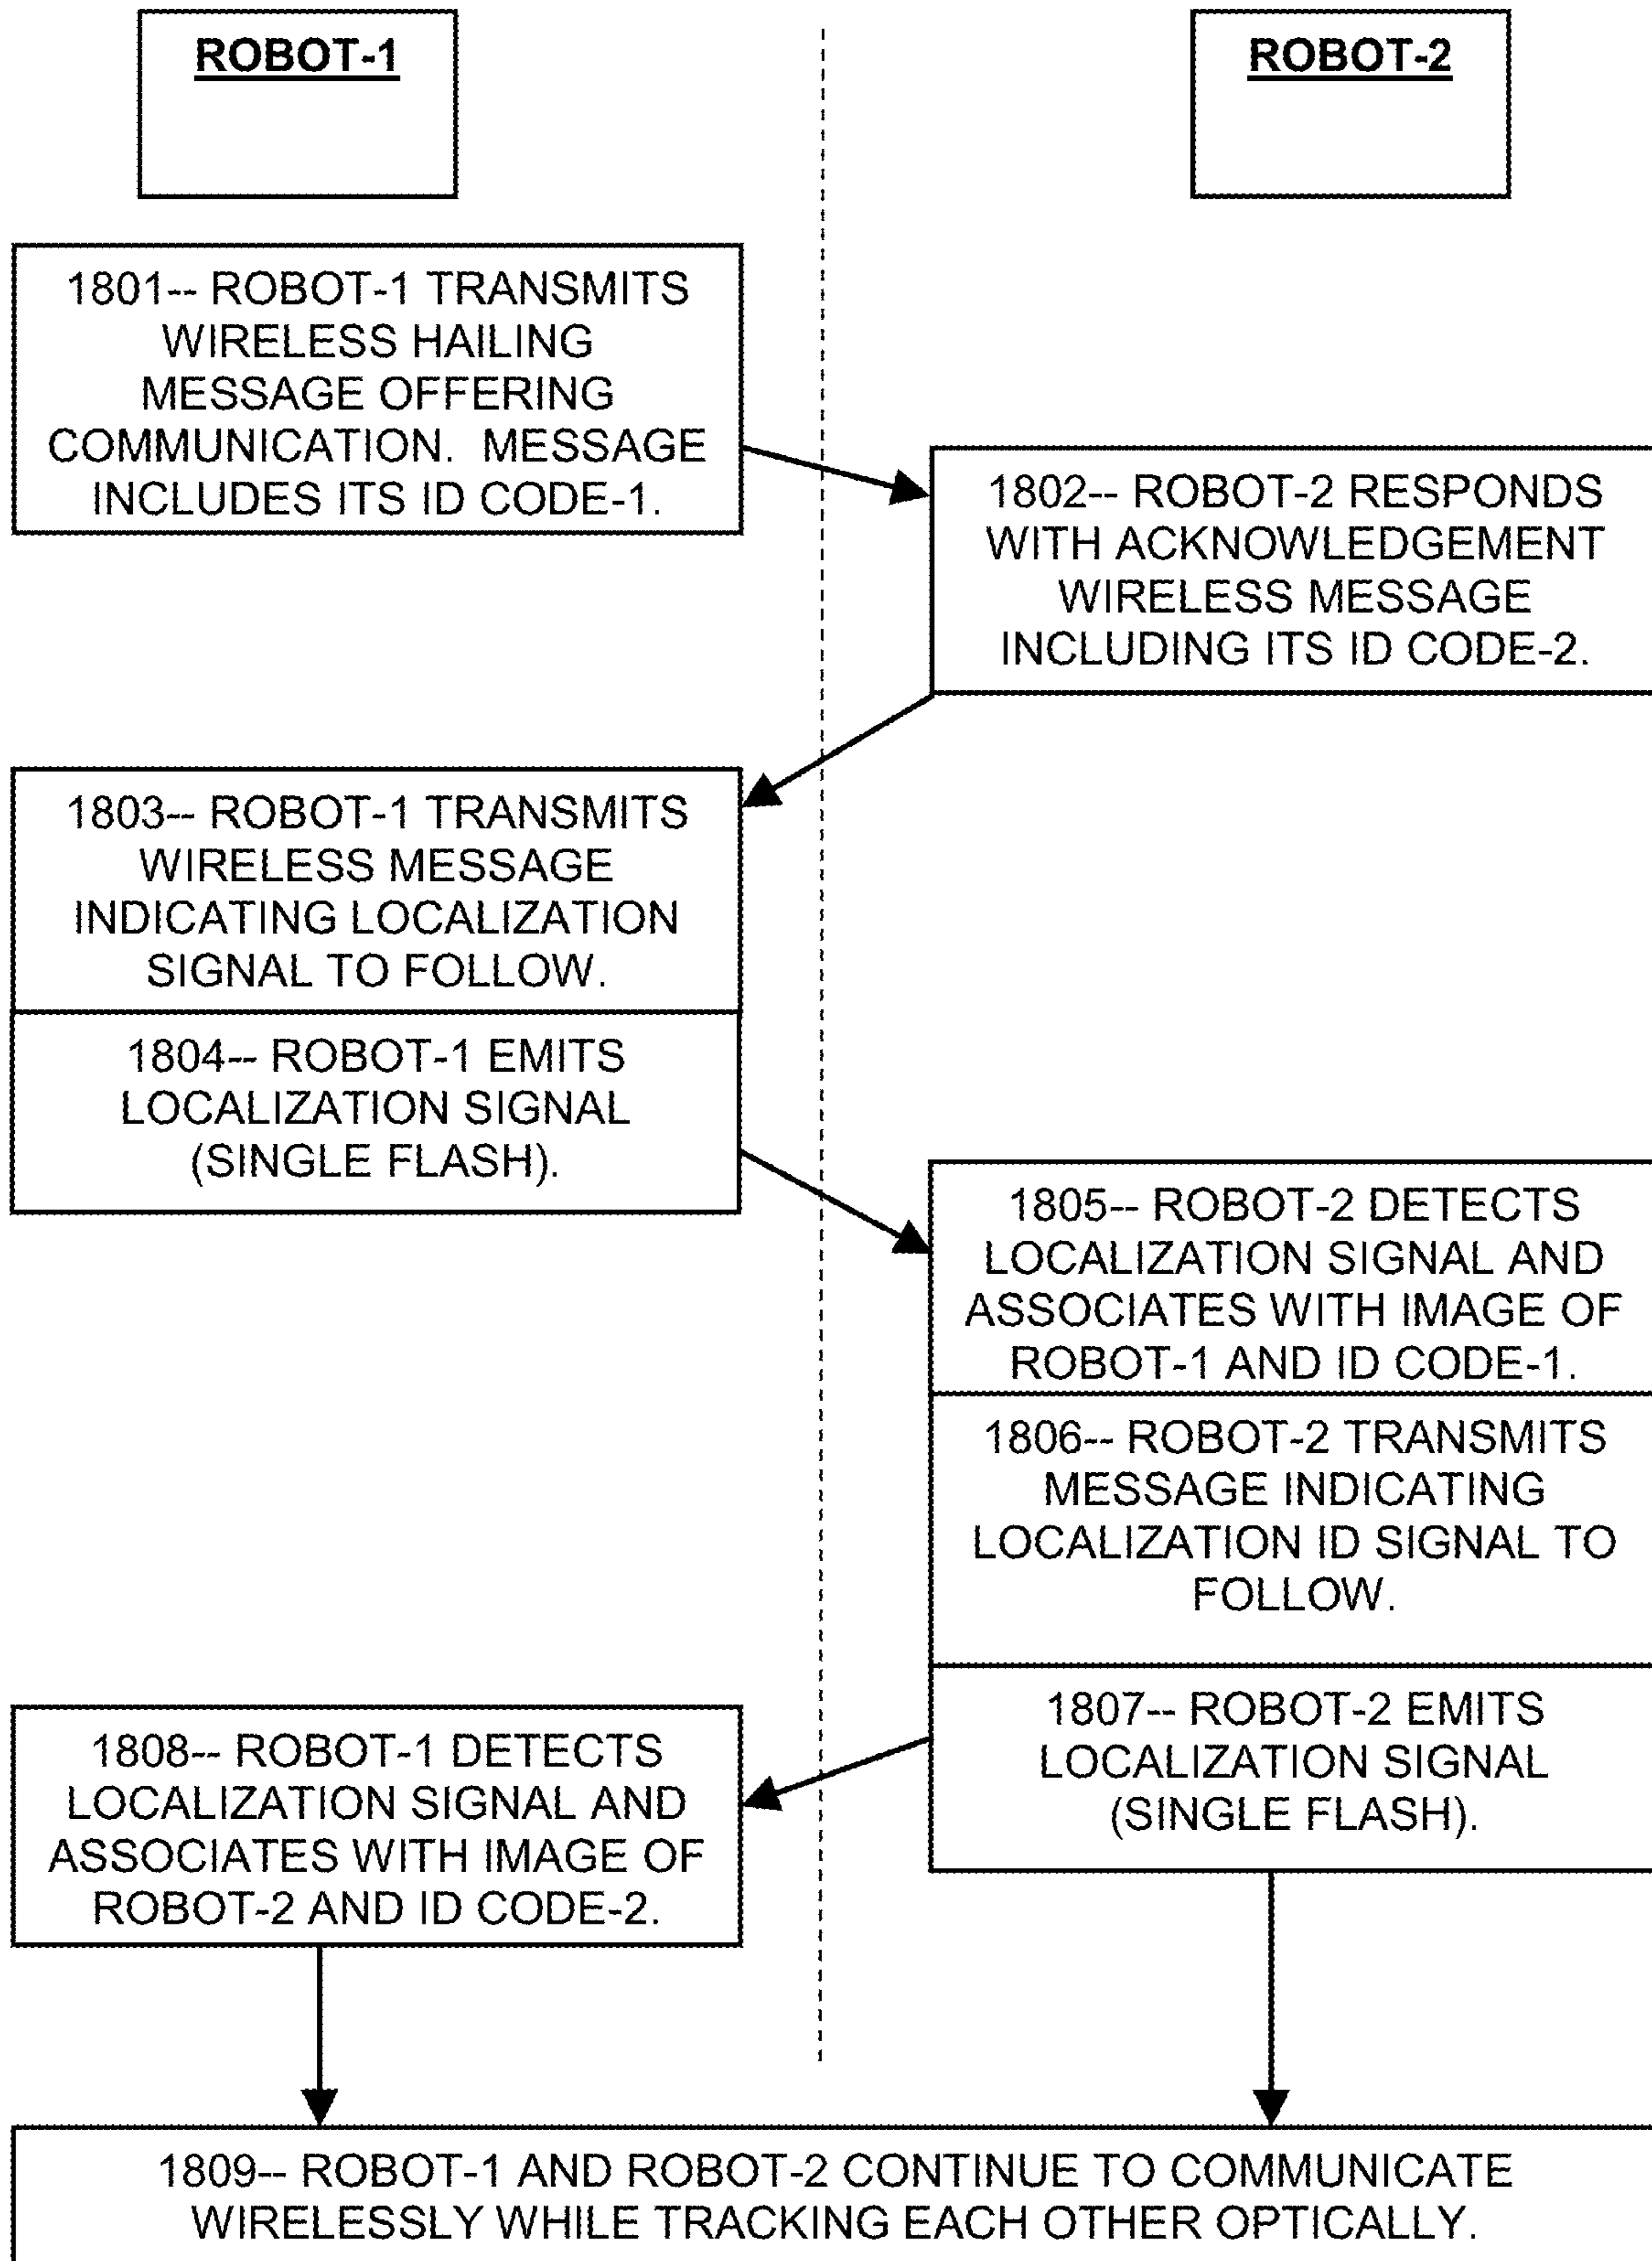 ROBOT-1
ROBOT-2
1801-- ROBOT-1 TRANSMITS
WIRELESS HAILING
MESSAGE OFFERING
COMMUNICATION.  MESSAGE
INCLUDES ITS ID CODE-1.
1802-- ROBOT-2 RESPONDS
WITH ACKNOWLEDGEMENT
WIRELESS MESSAGE
INCLUDING ITS ID CODE-2.
1803-- ROBOT-1 TRANSMITS
WIRELESS MESSAGE
INDICATING LOCALIZATION
SIGNAL TO FOLLOW.
1804-- ROBOT-1 EMITS
LOCALIZATION SIGNAL
(SINGLE FLASH).
1805-- ROBOT-2 DETECTS
LOCALIZATION SIGNAL AND
ASSOCIATES WITH IMAGE OF
ROBOT-1 AND ID CODE-1.
1806-- ROBOT-2 TRANSMITS
MESSAGE INDICATING
LOCALIZATION ID SIGNAL TO
FOLLOW.
1807-- ROBOT-2 EMITS
LOCALIZATION SIGNAL
(SINGLE FLASH).
1808-- ROBOT-1 DETECTS
LOCALIZATION SIGNAL AND
ASSOCIATES WITH IMAGE OF
ROBOT-2 AND ID CODE-2.
1809-- ROBOT-1 AND ROBOT-2 CONTINUE TO COMMUNICATE
WIRELESSLY WHILE TRACKING EACH OTHER OPTICALLY.